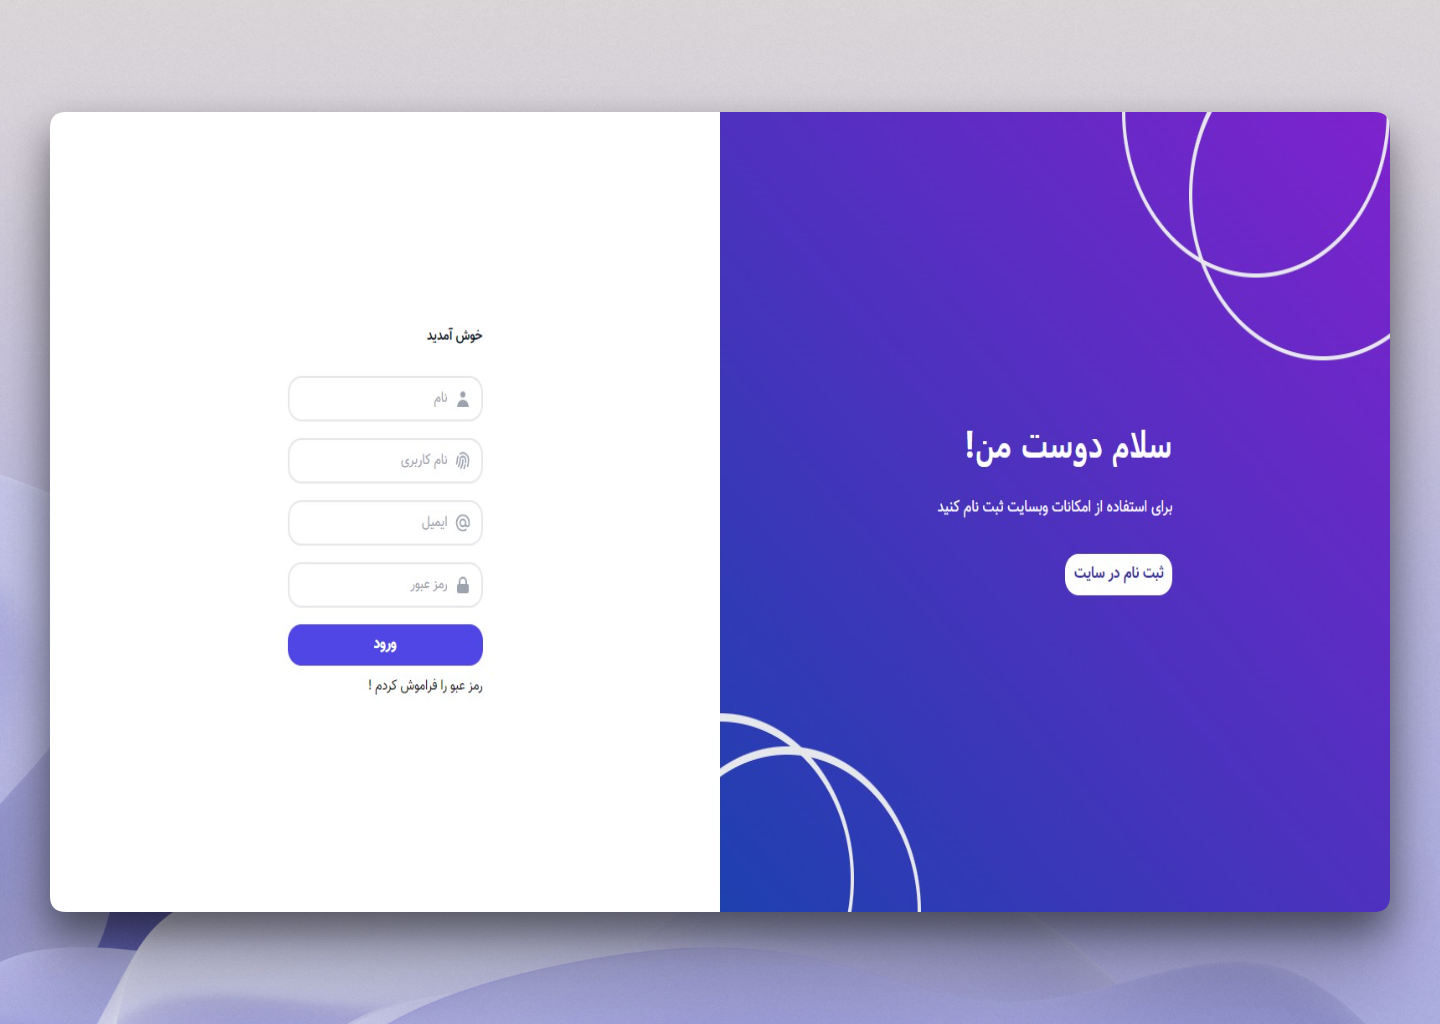 سلام دوست من!
برای استفاده از امکانات وبسایت ثبت نام کنید
ثبت نام در سایت
خوش آمدید
نام
نام کاربری
ایمیل
رمز عبور
ورود
رمز عبو را فراموش کردم !